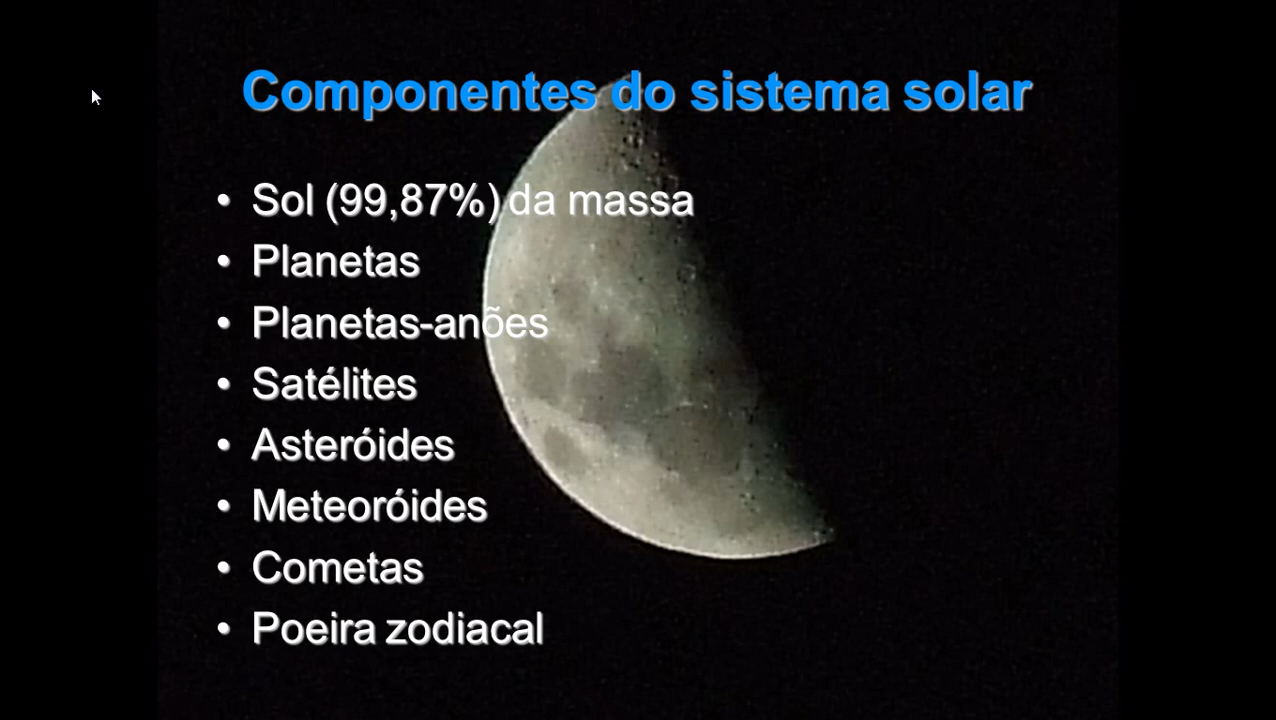 Componentes do sistema solar
• Sol (99,87%) da massa
• Planetas
• Planetas-anões
• Satélites
• Asteróides
• Meteoróides
• Cometas
• Poeira zodiacal